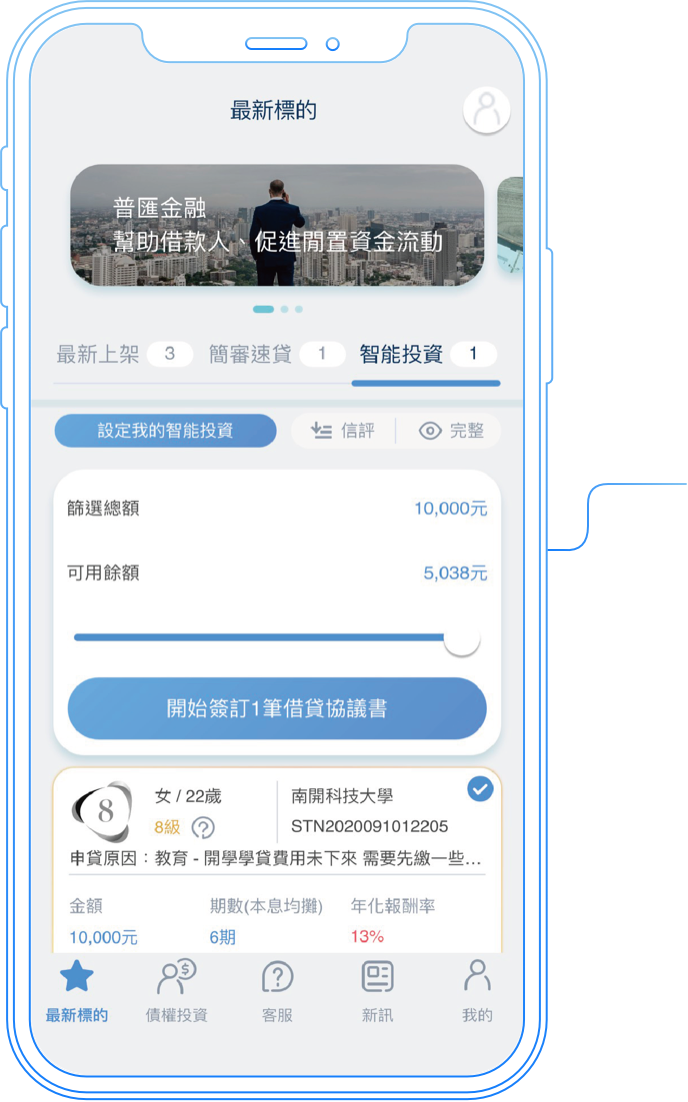 最新標的
普匯金融
幫助借款人、促進閒置資金流動
最新上架 3 簡審速貸 1 智能投資 1
設定我的智能投資 信評 完整
篩選總額 10,000元
可用餘額 5,038元
開始簽訂1筆借貸協議書
8 女 / 22歲 南開科技大學
8級 STN2020091012205
申貸原因：教育 - 開學學貸費用未下來 需要先繳一些...
金額 期數(本息均攤) 年化報酬率
10,000元 6期 13%
最新標的 債權投資 客服 新訊 我的